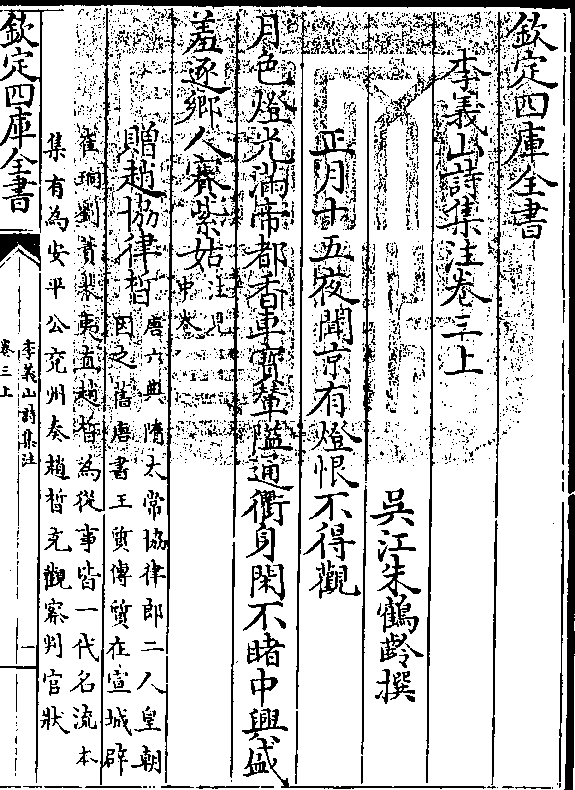 欽定四庫全書
李義山詩集注卷三上
吳江朱鶴齡撰
正月十五夜聞京有燈恨不得觀
月色燈光滿帝都香車寶輦隘通衢身閑不睹中興盛
羞逐鄉人賽紫姑注見中卷
贈趙協律晳唐六典隋太常協律郎二人皇朝
因之舊唐書王質傳質在宣城辟
崔珦劉蕡裴夷直趙晳為從事皆一代名流本
集有為安平公兗州奏趙晳充觀察判官狀
欽定四庫全書
李義山詩集注
卷三上
一